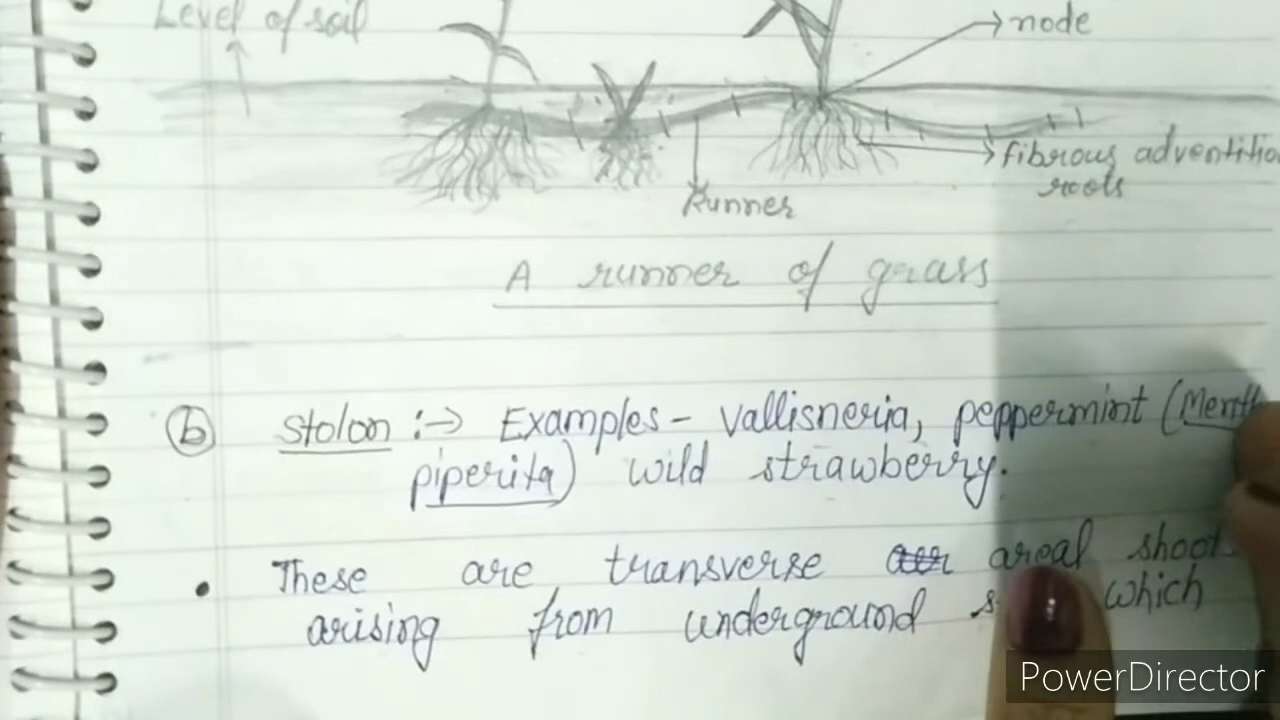 Level of soil
node
fibrous adventitio
roots
Runner
A runner of grass
(b) Stolon :-> Examples - Vallisneria, peppermint (Menth
piperita) wild strawberry.
• These are transverse areal shoot
arising from underground which
PowerDirector